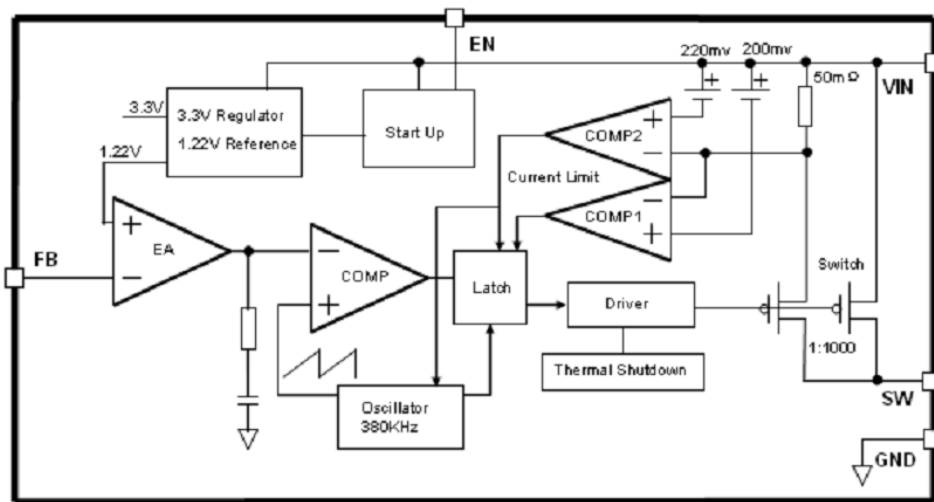 EN
220mv
200mv
50mΩ
VIN
3.3V
3.3V Regulator
1.22V Reference
Start Up
1.22V
COMP2
Current Limit
COMP1
EA
FB
COMP
Latch
Driver
Switch
1:1000
Thermal Shutdown
SW
Oscillator
380KHz
GND
+
−
+
−
+
−
−
+
+
+